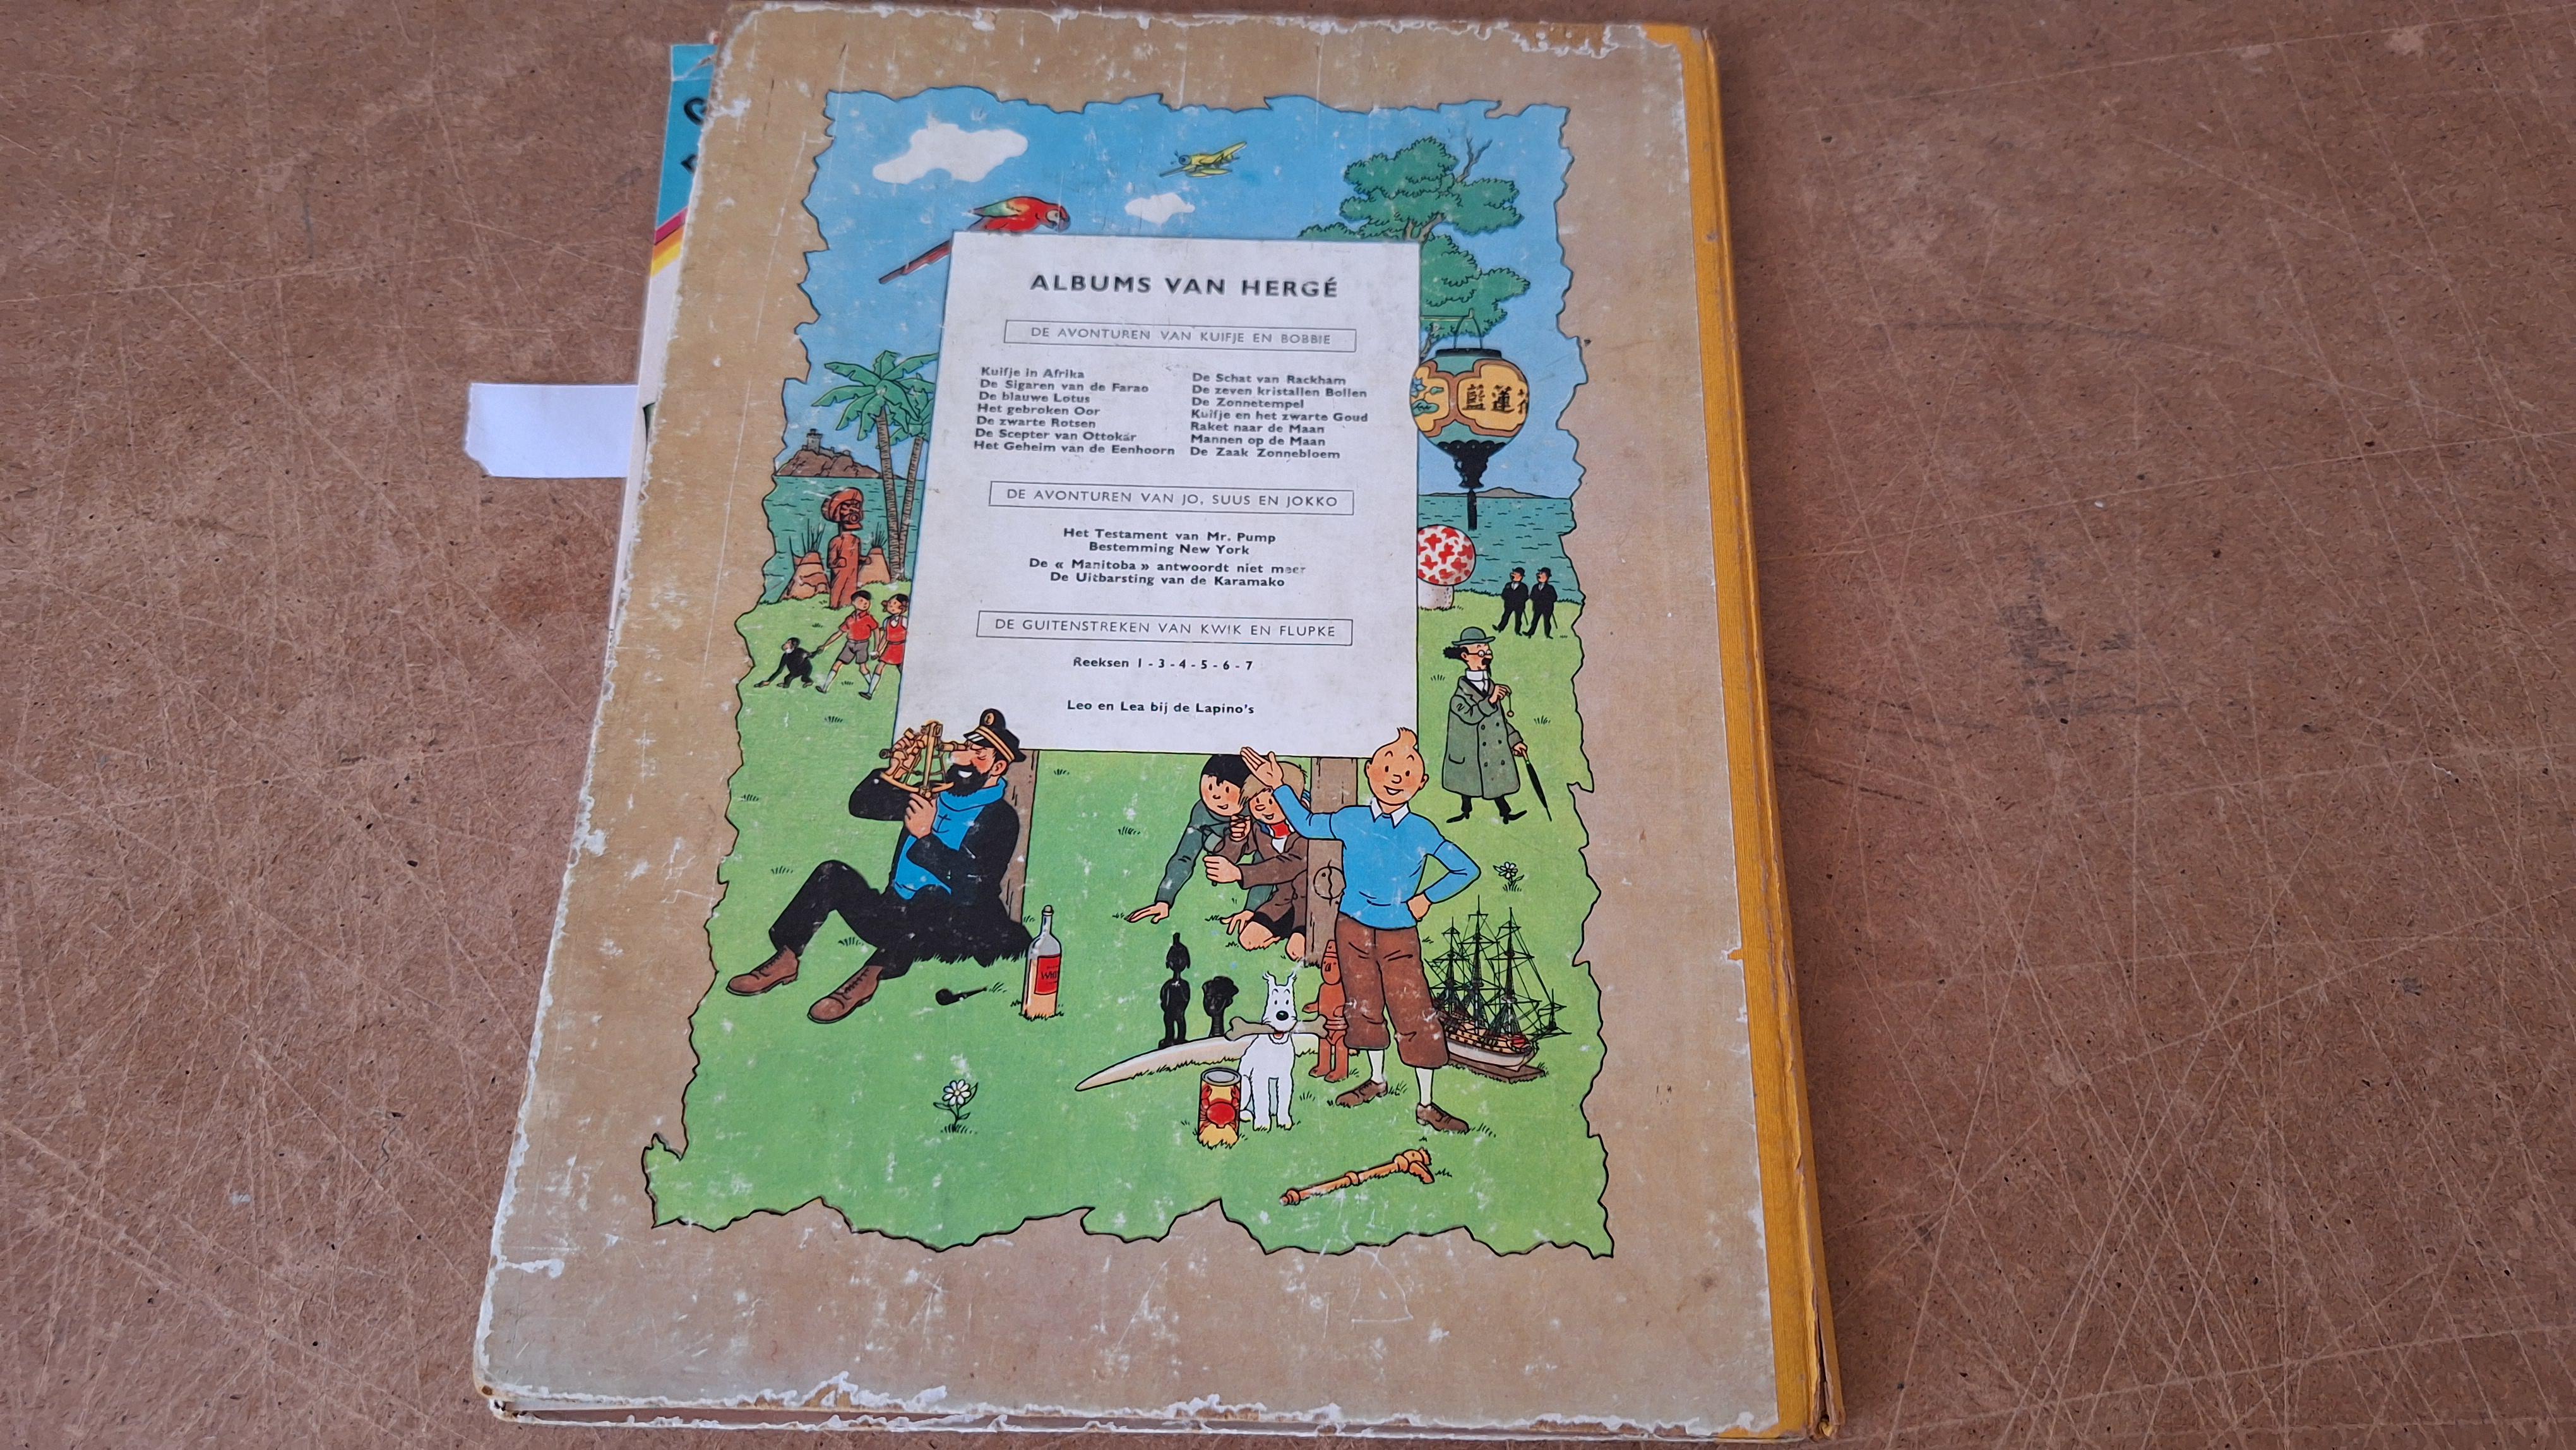 ALBUMS VAN HERGÉ
DE AVONTUREN VAN KUIFJE EN BOBBIE
Kuifje in Afrika
De Sigaren van de Farao
De blauwe Lotus
Het gebroken Oor
De zwarte Rotsen
De Scepter van Ottokar
Het Geheim van de Eenhoorn
De Schat van Rackham
De zeven kristallen Bollen
De Zonnetempel
Kuifje en het zwarte Goud
Raket naar de Maan
Mannen op de Maan
De Zaak Zonnebloem
DE AVONTUREN VAN JO, SUUS EN JOKKO
Het Testament van Mr. Pump
Bestemming New York
De « Manitoba » antwoordt niet meer
De Uitbarsting van de Karamako
DE GUITENSTREKEN VAN KWIK EN FLUPKE
Reeksen 1 - 3 - 4 - 5 - 6 - 7
Leo en Lea bij de Lapino's
藍蓮